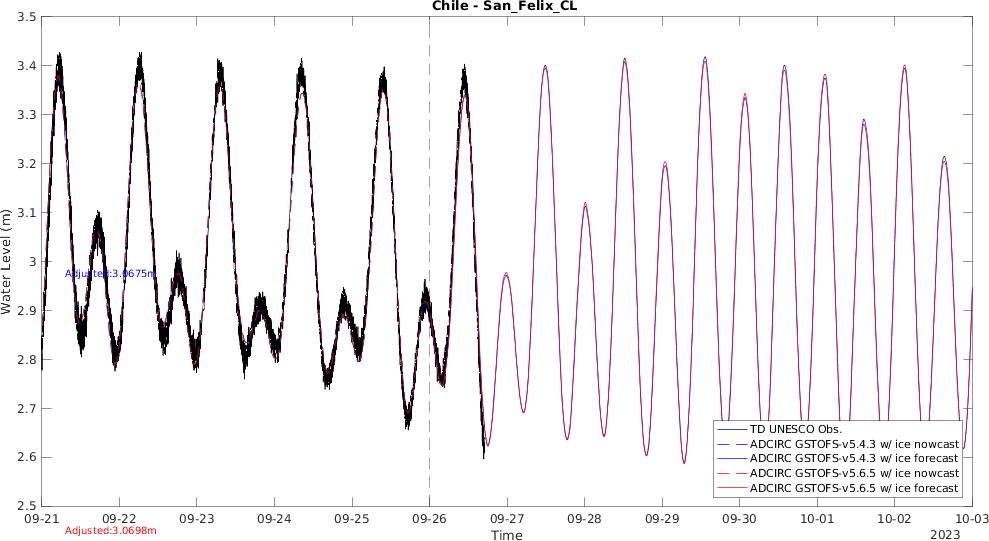 Chile - San_Felix_CL
3.5
3.4
3.3
3.2
3.1
3
2.9
2.8
2.7
2.6
2.5
Water Level (m)
Adjusted:3.0675m
TD UNESCO Obs.
ADCIRC GSTOFS-v5.4.3 w/ ice nowcast
ADCIRC GSTOFS-v5.4.3 w/ ice forecast
ADCIRC GSTOFS-v5.6.5 w/ ice nowcast
ADCIRC GSTOFS-v5.6.5 w/ ice forecast
09-21 09-22 09-23 09-24 09-25 09-26 09-27 09-28 09-29 09-30 10-01 10-02 10-03
Adjusted:3.0698m
Time
2023